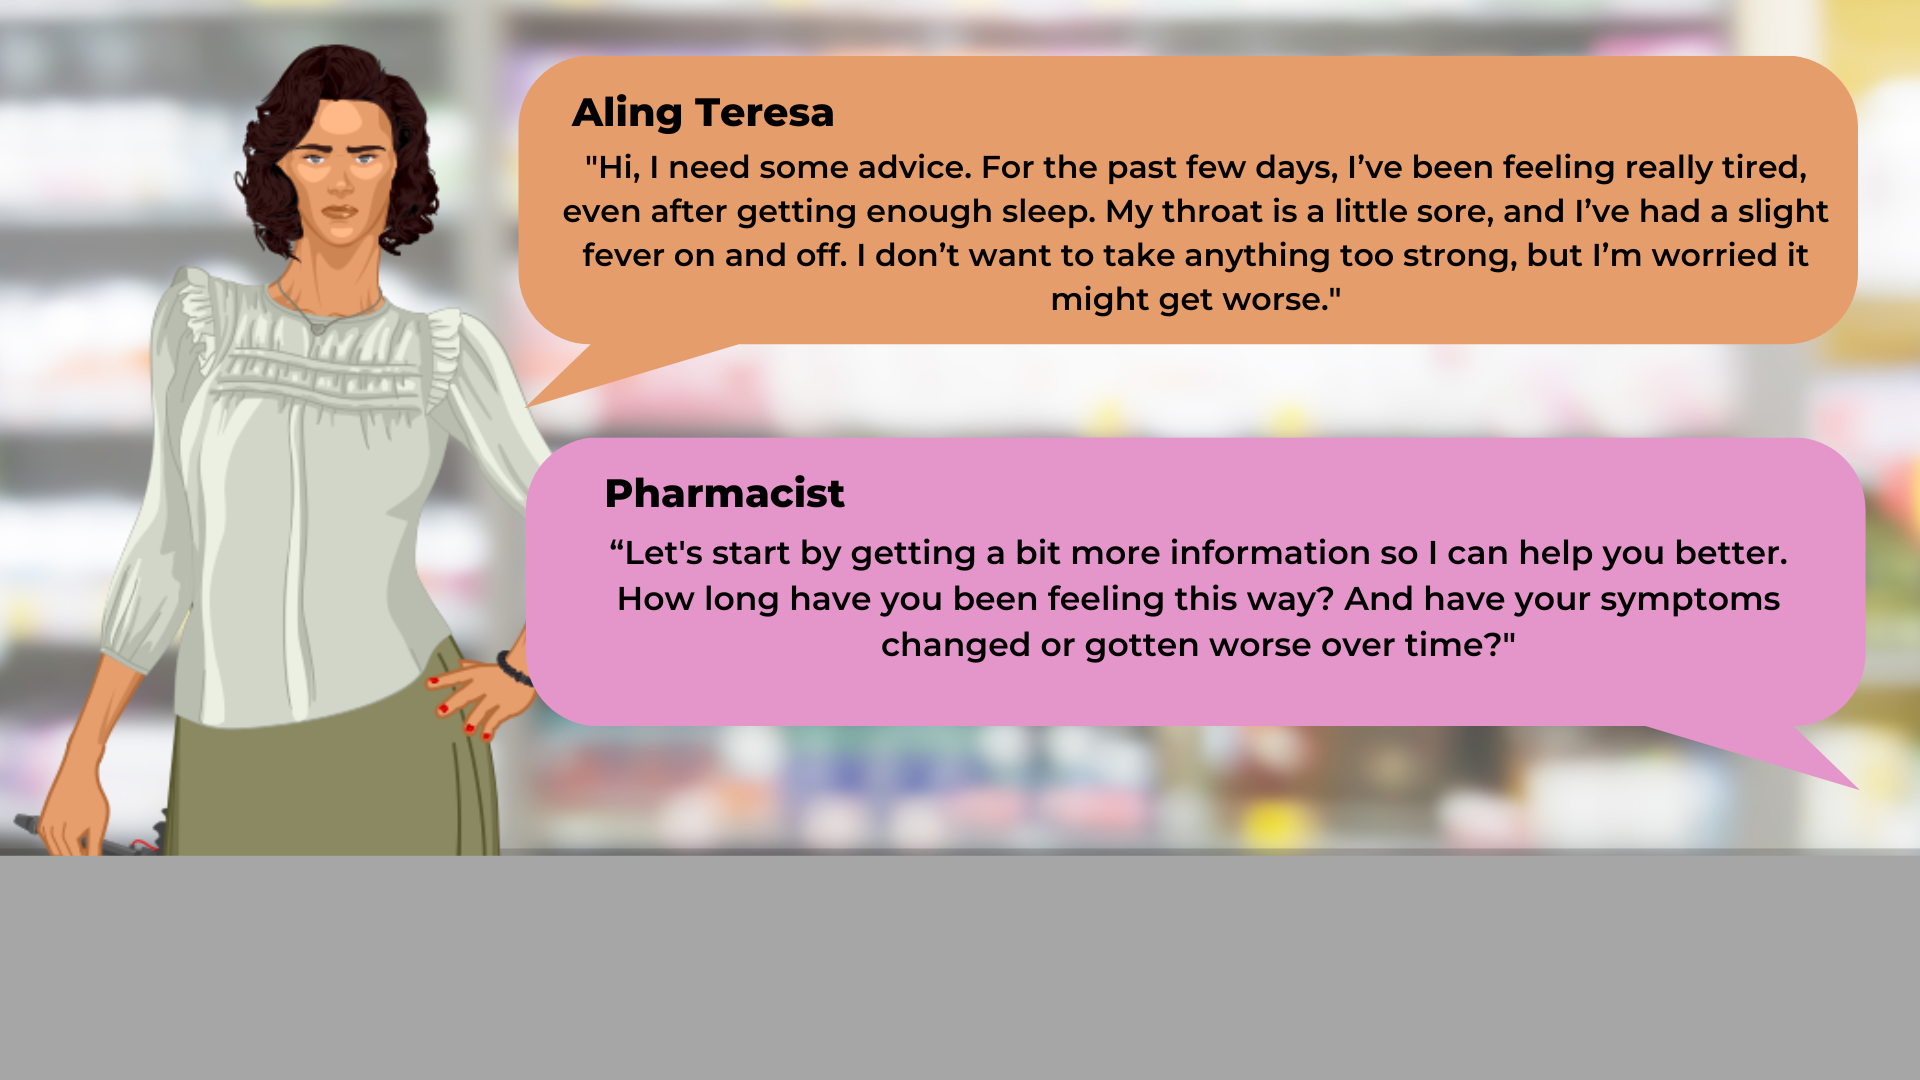 Aling Teresa
"Hi, I need some advice. For the past few days, I’ve been feeling really tired,
even after getting enough sleep. My throat is a little sore, and I’ve had a slight
fever on and off. I don’t want to take anything too strong, but I’m worried it
might get worse."
Pharmacist
“Let's start by getting a bit more information so I can help you better.
How long have you been feeling this way? And have your symptoms
changed or gotten worse over time?"